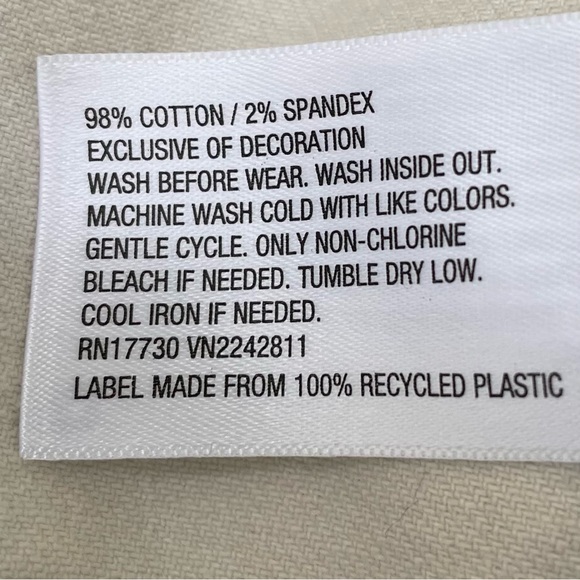 98% COTTON / 2% SPANDEX
EXCLUSIVE OF DECORATION
WASH BEFORE WEAR. WASH INSIDE OUT.
MACHINE WASH COLD WITH LIKE COLORS.
GENTLE CYCLE. ONLY NON-CHLORINE
BLEACH IF NEEDED. TUMBLE DRY LOW.
COOL IRON IF NEEDED.
RN17730 VN2242811
LABEL MADE FROM 100% RECYCLED PLASTIC